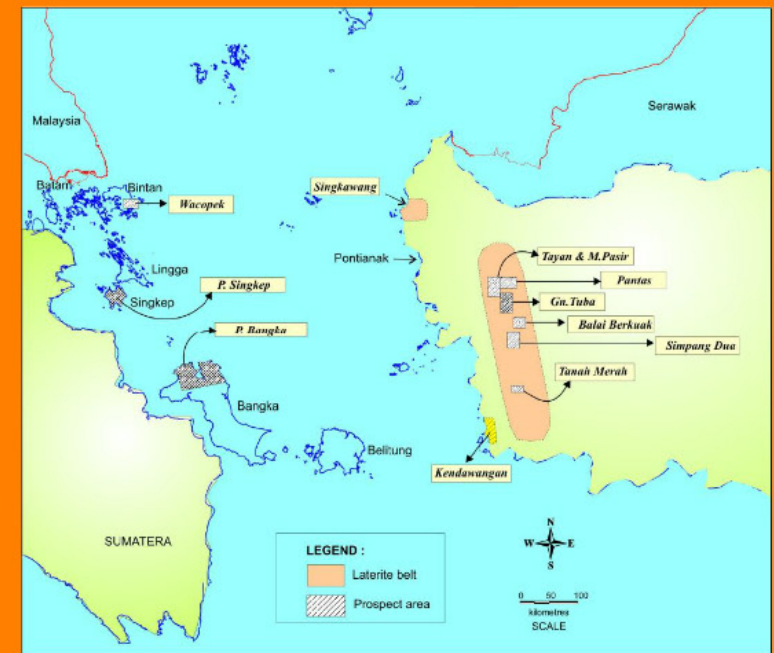 Malaysia
Serawak
Batam
Bintan
Wacopek
Singkawang
Lingga
Pontianak
Tayan & M.Pasir
P. Singkep
Pantas
Singkep
Gn.Tuba
P. Bangka
Balai Berkuak
Simpang Dua
Tanah Merah
Bangka
Belitung
Kendawangan
SUMATERA
N
W E
S
LEGEND :
Laterite belt
Prospect area
0 50 100
kilometres
SCALE